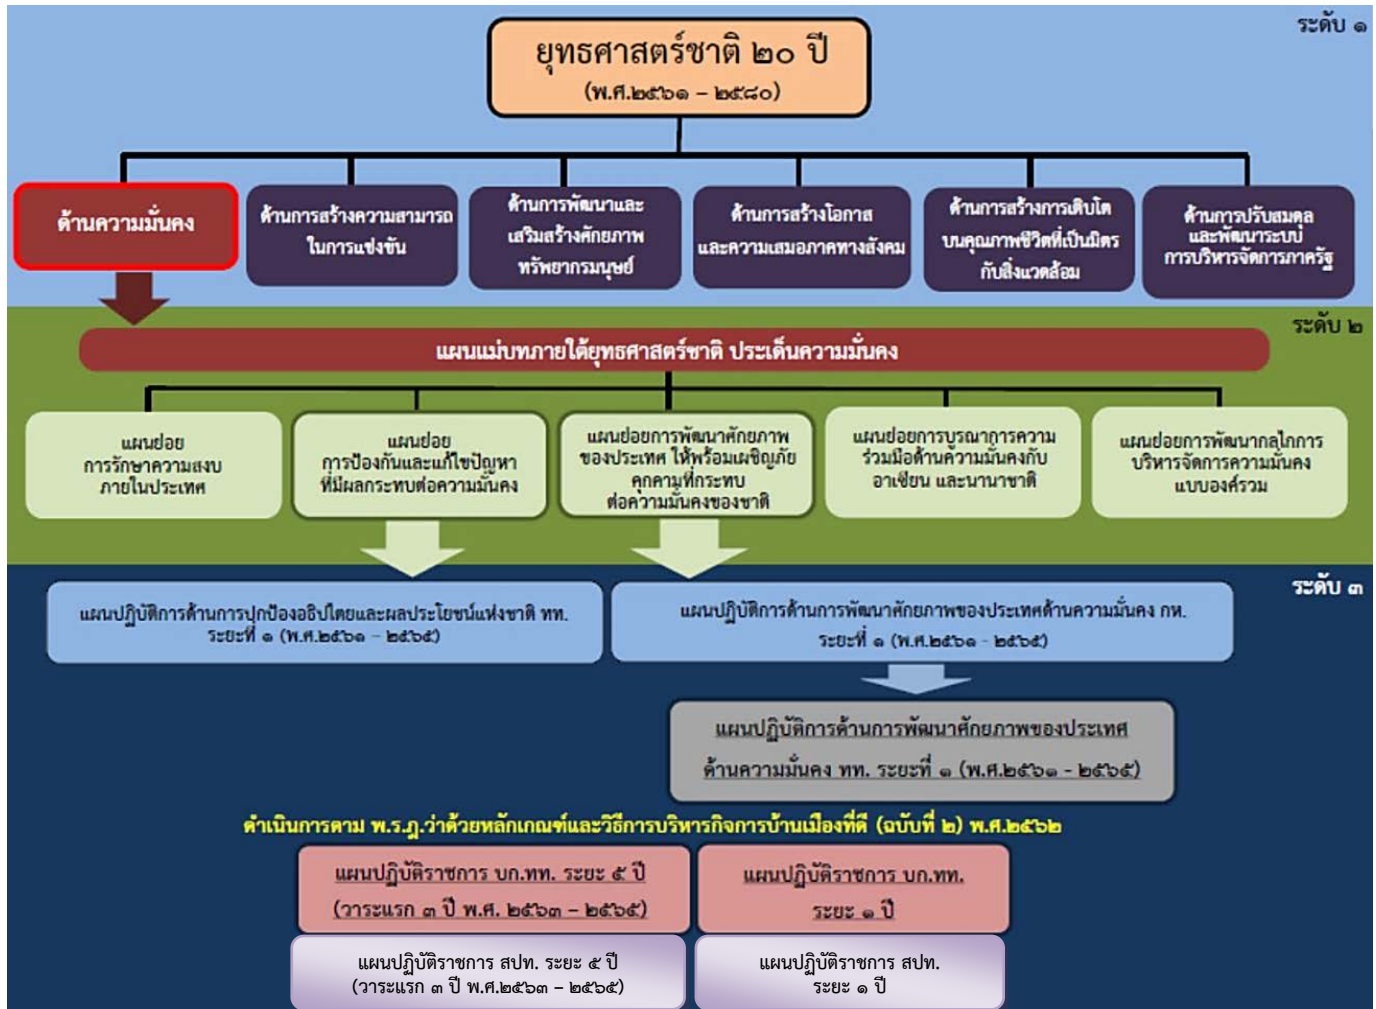 ระดับ ๑
ยุทธศาสตร์ชาติ ๒๐ ปี
(พ.ศ.๒๕๖๑ – ๒๕๘๐)
ด้านความมั่นคง
ด้านการสร้างความสามารถ
ในการแข่งขัน
ด้านการพัฒนาและ
เสริมสร้างศักยภาพ
ทรัพยากรมนุษย์
ด้านการสร้างโอกาส
และความเสมอภาคทางสังคม
ด้านการสร้างการเติบโต
บนคุณภาพชีวิตที่เป็นมิตร
กับสิ่งแวดล้อม
ด้านการปรับสมดุล
และพัฒนาระบบ
การบริหารจัดการภาครัฐ
ระดับ ๒
แผนแม่บทภายใต้ยุทธศาสตร์ชาติ ประเด็นความมั่นคง
แผนย่อย
การรักษาความสงบ
ภายในประเทศ
แผนย่อย
การป้องกันและแก้ไขปัญหา
ที่มีผลกระทบต่อความมั่นคง
แผนย่อยการพัฒนาศักยภาพ
ของประเทศ ให้พร้อมเผชิญภัย
คุกคามที่กระทบ
ต่อความมั่นคงของชาติ
แผนย่อยการบูรณาการความ
ร่วมมือด้านความมั่นคงกับ
อาเซียน และนานาชาติ
แผนย่อยการพัฒนากลไกการ
บริหารจัดการความมั่นคง
แบบองค์รวม
ระดับ ๓
แผนปฏิบัติการด้านการปกป้องอธิปไตยและผลประโยชน์แห่งชาติ ทท.
ระยะที่ ๑ (พ.ศ.๒๕๖๑ - ๒๕๖๕)
แผนปฏิบัติการด้านการพัฒนาศักยภาพของประเทศด้านความมั่นคง กห.
ระยะที่ ๑ (พ.ศ.๒๕๖๑ - ๒๕๖๕)
แผนปฏิบัติการด้านการพัฒนาศักยภาพของประเทศ
ด้านความมั่นคง ทท. ระยะที่ ๑ (พ.ศ.๒๕๖๑ - ๒๕๖๕)
ดำเนินการตาม พ.ร.ฎ.ว่าด้วยหลักเกณฑ์และวิธีการบริหารกิจการบ้านเมืองที่ดี (ฉบับที่ ๒) พ.ศ.๒๕๖๒
แผนปฏิบัติราชการ บก.ทท. ระยะ ๕ ปี
(วาระแรก ๓ ปี พ.ศ. ๒๕๖๓ – ๒๕๖๕)
แผนปฏิบัติราชการ บก.ทท.
ระยะ ๑ ปี
แผนปฏิบัติราชการ สปท. ระยะ ๕ ปี
(วาระแรก ๓ ปี พ.ศ.๒๕๖๓ – ๒๕๖๕)
แผนปฏิบัติราชการ สปท.
ระยะ ๑ ปี